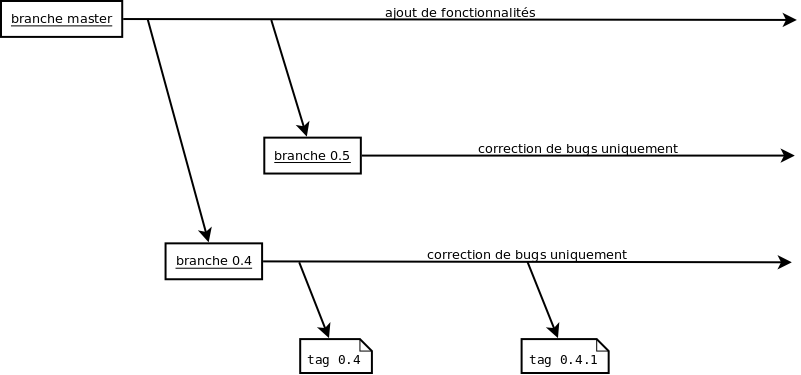 branche master
ajout de fonctionnalités
branche 0.5
correction de bugs uniquement
branche 0.4
correction de bugs uniquement
tag 0.4
tag 0.4.1